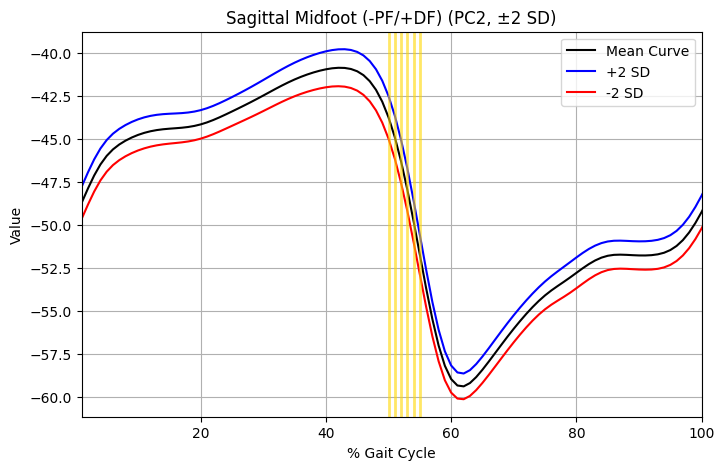 Sagittal Midfoot (-PF/+DF) (PC2, ±2 SD)
Mean Curve
+2 SD
-2 SD
Value
−40.0
−42.5
−45.0
−47.5
−50.0
−52.5
−55.0
−57.5
−60.0
20 40 60 80 100
% Gait Cycle